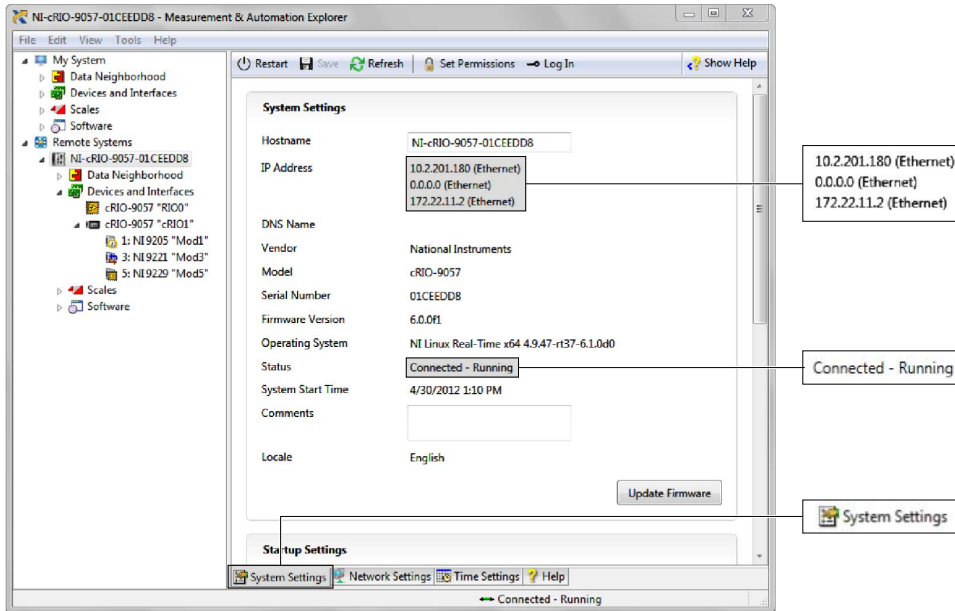 NI-cRIO-9057-01CEEDD8 - Measurement & Automation Explorer
File Edit View Tools Help
My System
Data Neighborhood
Devices and Interfaces
Scales
Software
Remote Systems
NI-cRIO-9057-01CEEDD8
Data Neighborhood
Devices and Interfaces
cRIO-9057 "RIO0"
cRIO-9057 "cRIO1"
1: NI 9205 "Mod1"
3: NI 9221 "Mod3"
5: NI 9229 "Mod5"
Scales
Software
Restart Save Refresh Set Permissions Log In Show Help
System Settings
Hostname NI-cRIO-9057-01CEEDD8
IP Address 10.2.201.180 (Ethernet)
0.0.0.0 (Ethernet)
172.22.11.2 (Ethernet)
DNS Name
Vendor National Instruments
Model cRIO-9057
Serial Number 01CEEDD8
Firmware Version 6.0.0f1
Operating System NI Linux Real-Time x64 4.9.47-rt37-6.1.0d0
Status Connected - Running
System Start Time 4/30/2012 1:10 PM
Comments
Locale English
Update Firmware
Startup Settings
System Settings Network Settings Time Settings Help
Connected - Running
10.2.201.180 (Ethernet)
0.0.0.0 (Ethernet)
172.22.11.2 (Ethernet)
Connected - Running
System Settings